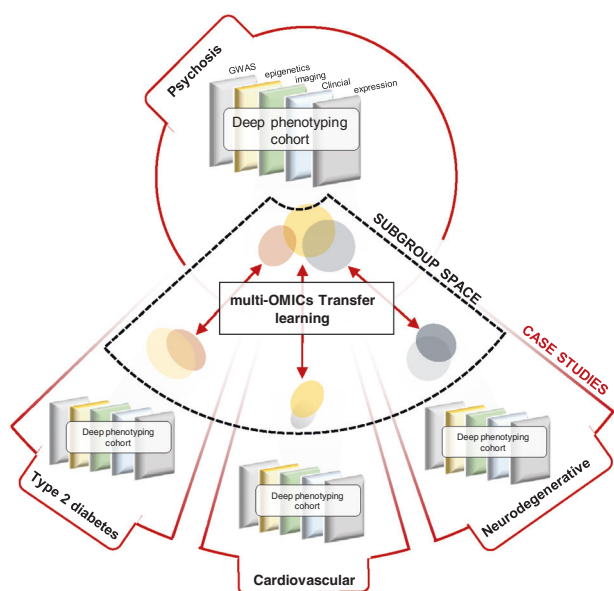 Psychosis
GWAS
epigenetics
imaging
Clincial
expression
Deep phenotyping
cohort
SUBGROUP SPACE
multi-OMICs Transfer
learning
CASE STUDIES
Deep phenotyping
cohort
Type 2 diabetes
Deep phenotyping
cohort
Cardiovascular
Deep phenotyping
cohort
Neurodegenerative